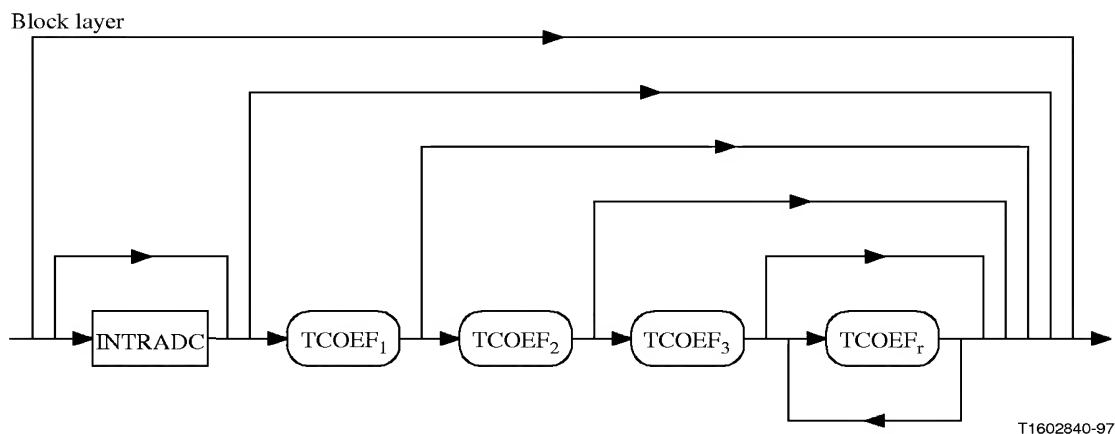 Block layer
INTRADC
TCOEF₁
TCOEF₂
TCOEF₃
TCOEFᵣ
T1602840-97